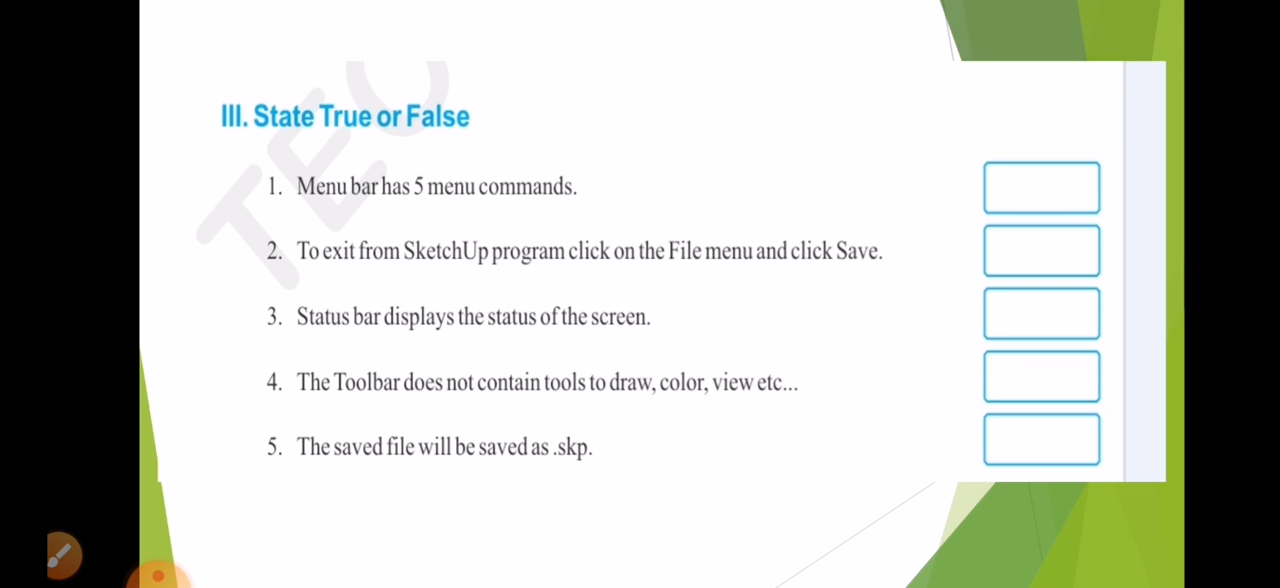 TEC
III. State True or False
1. Menu bar has 5 menu commands.
2. To exit from SketchUp program click on the File menu and click Save.
3. Status bar displays the status of the screen.
4. The Toolbar does not contain tools to draw, color, view etc...
5. The saved file will be saved as .skp.